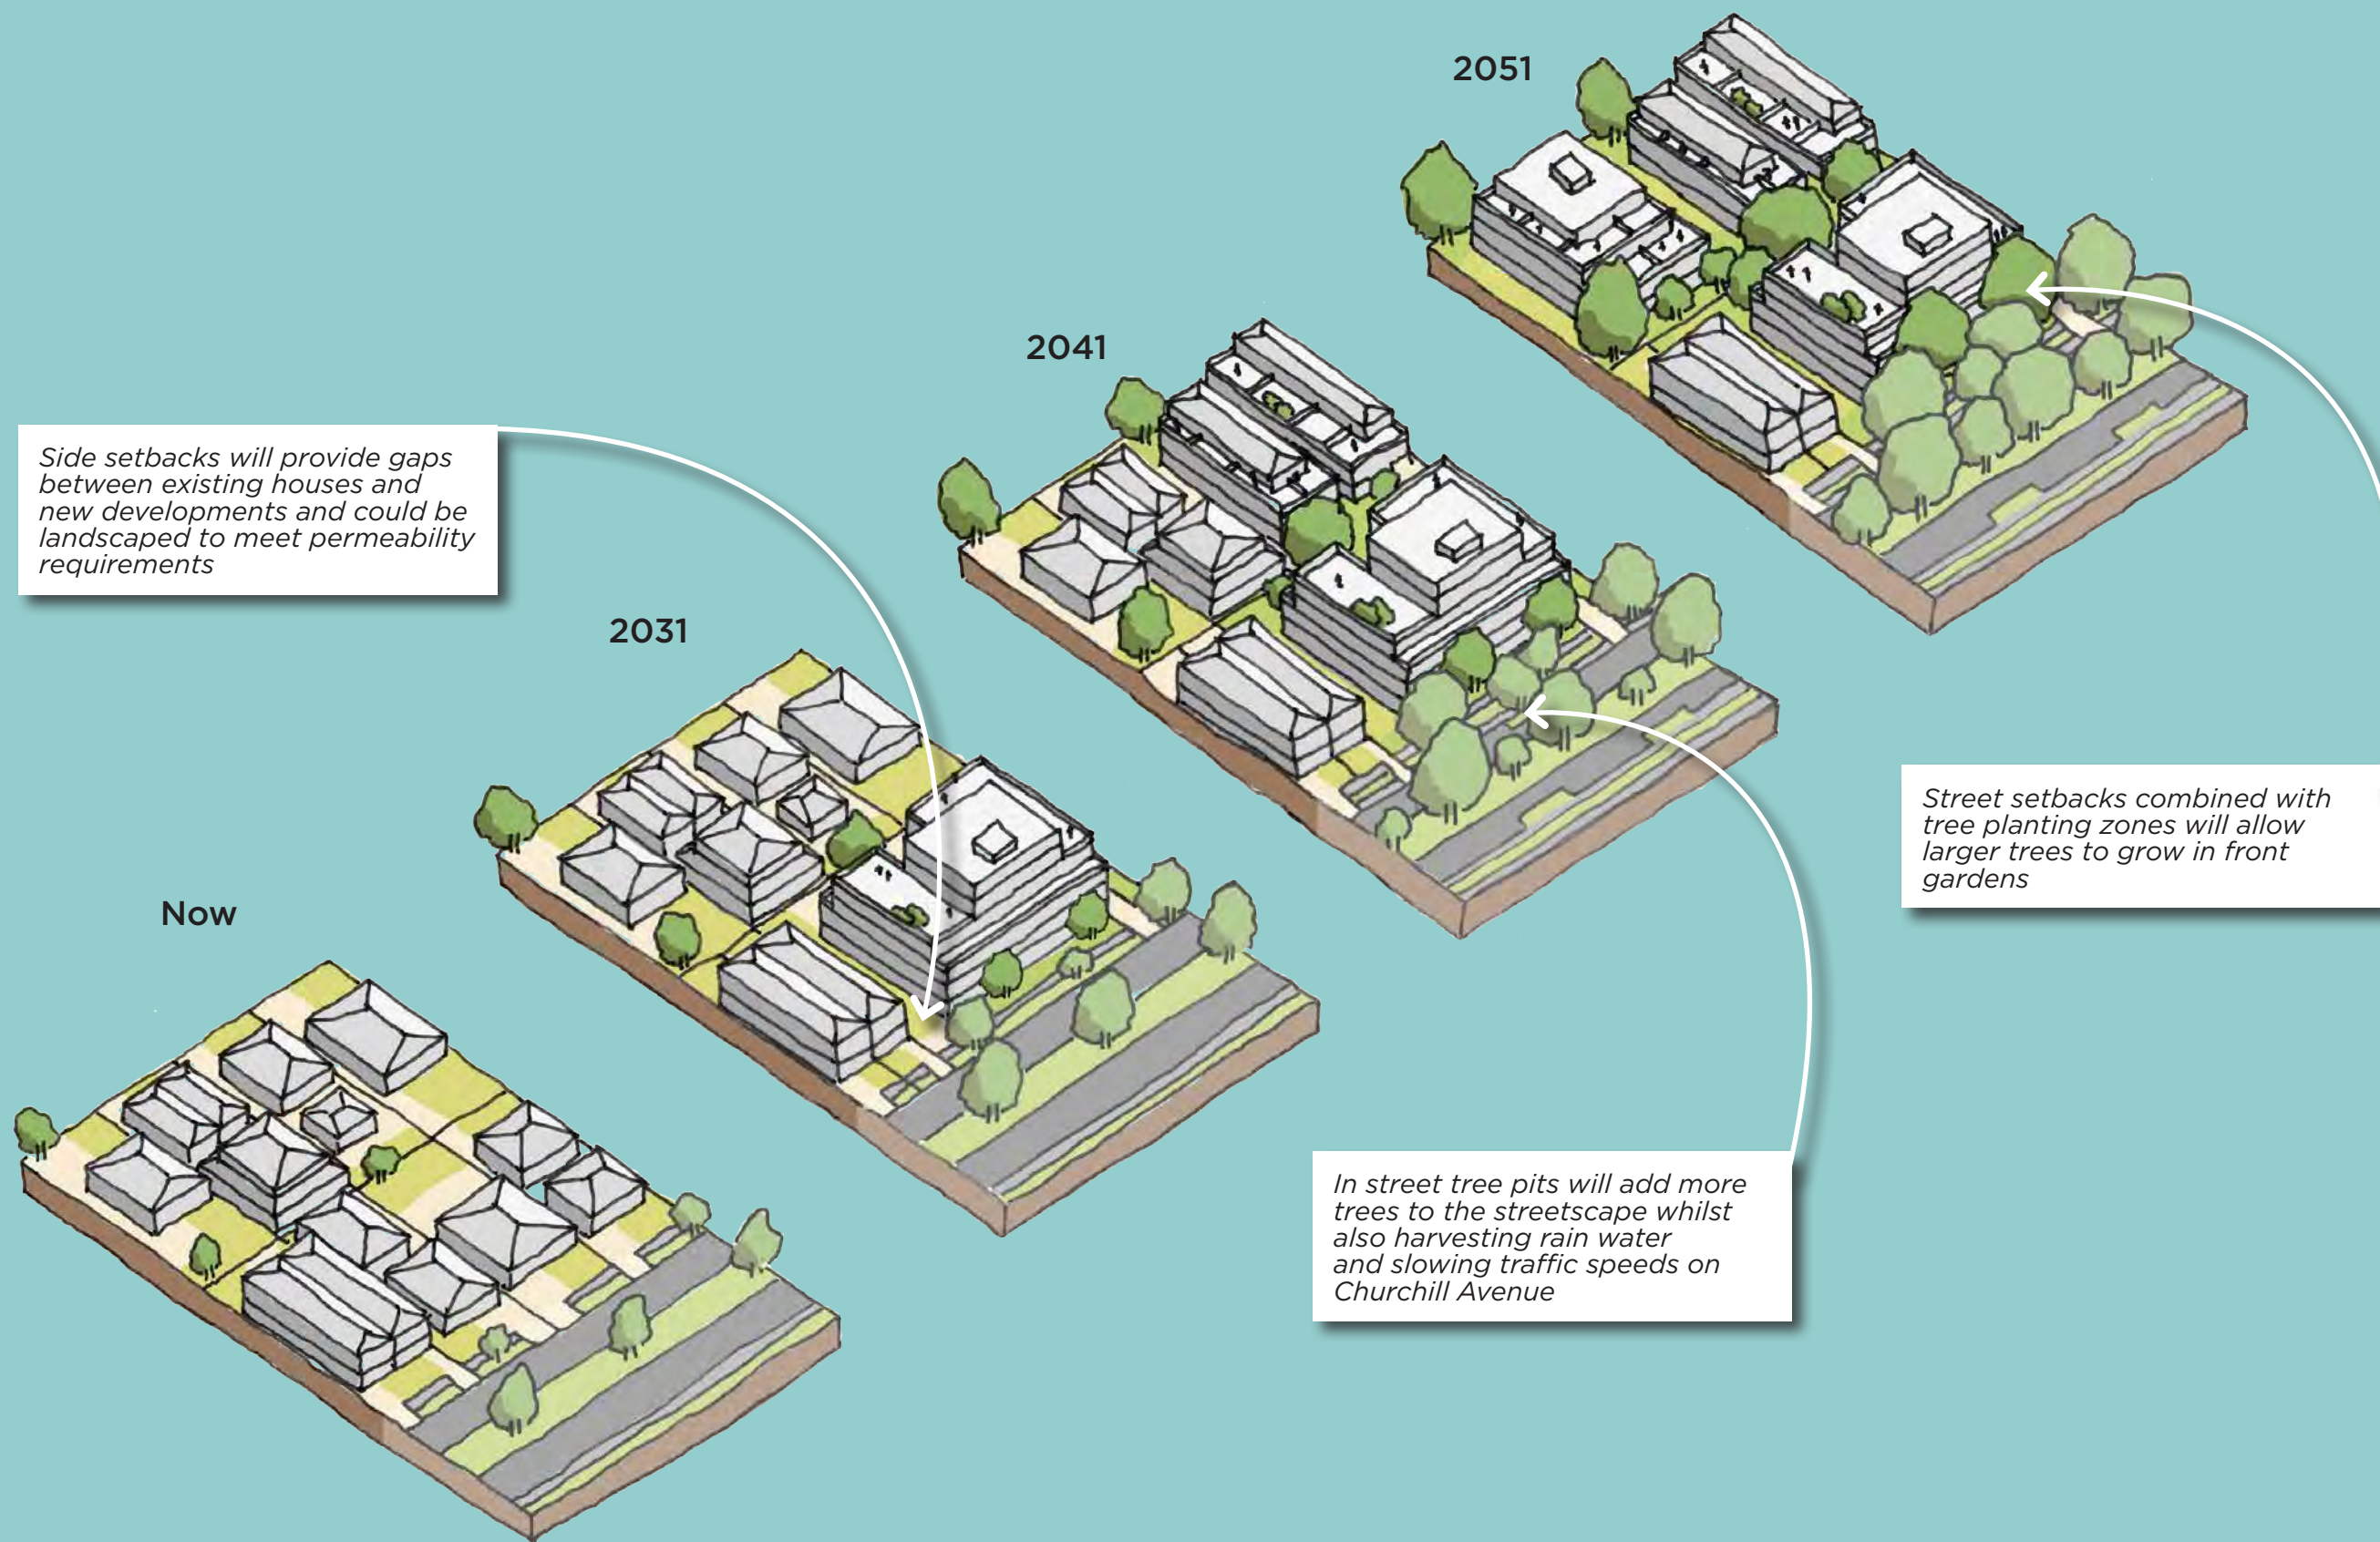 2051
2041
Side setbacks will provide gaps
between existing houses and
new developments and could be
landscaped to meet permeability
requirements
2031
Street setbacks combined with
tree planting zones will allow
larger trees to grow in front
gardens
Now
In street tree pits will add more
trees to the streetscape whilst
also harvesting rain water
and slowing traffic speeds on
Churchill Avenue